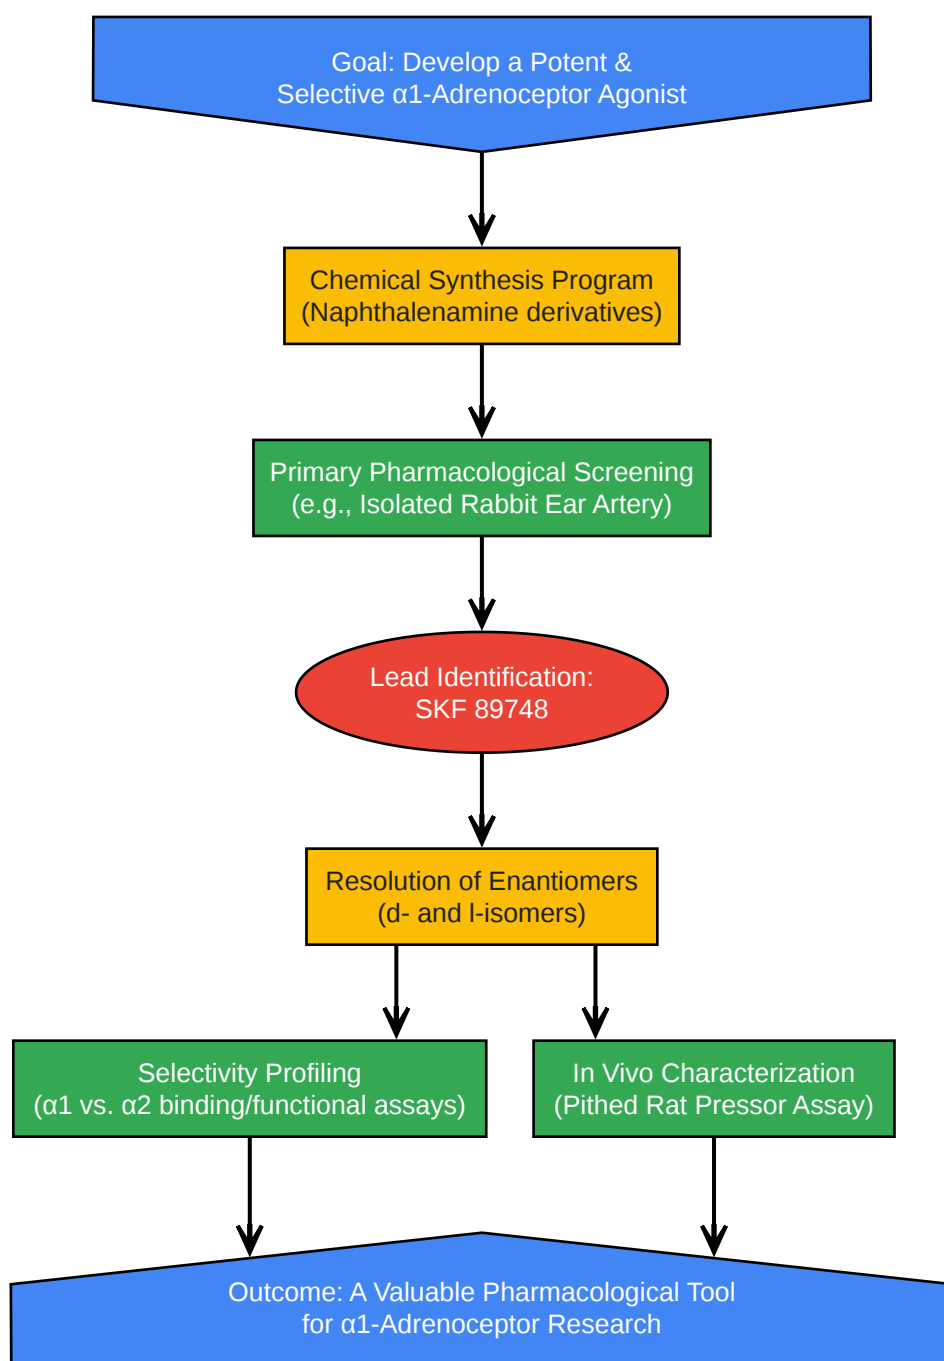 Goal: Develop a Potent &
Selective α1-Adrenoceptor Agonist
Chemical Synthesis Program
(Naphthalenamine derivatives)
Primary Pharmacological Screening
(e.g., Isolated Rabbit Ear Artery)
Lead Identification:
SKF 89748
Resolution of Enantiomers
(d- and l-isomers)
Selectivity Profiling
(α1 vs. α2 binding/functional assays)
In Vivo Characterization
(Pithed Rat Pressor Assay)
Outcome: A Valuable Pharmacological Tool
for α1-Adrenoceptor Research